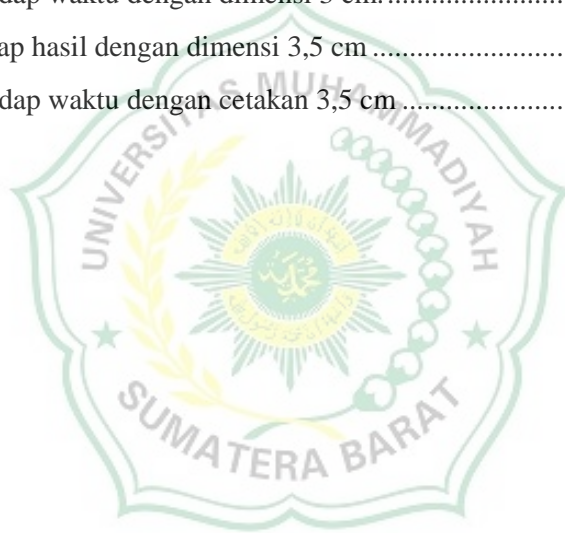 dap waktu dengan dimensi 3 cm.......................
ap hasil dengan dimensi 3,5 cm.......................
dap waktu dengan cetakan 3,5 cm.......................
UNIVERSITAS MUHAMMADIYAH
SUMATERA BARAT